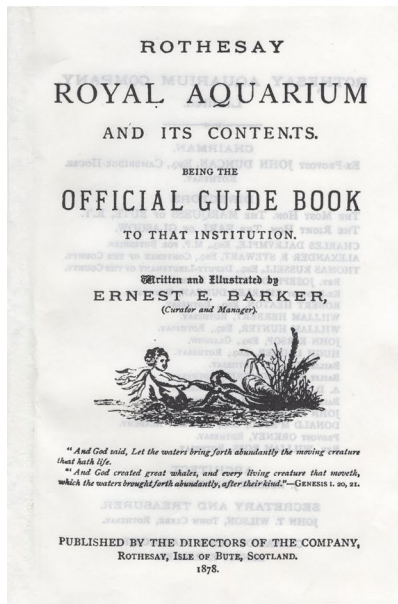 ROTHESAY
ROYAL AQUARIUM
AND ITS CONTENTS.
BEING THE
OFFICIAL GUIDE BOOK
TO THAT INSTITUTION.
Written and Illustrated by
ERNEST E. BARKER,
(Curator and Manager).
"And God said, Let the waters bring forth abundantly the moving creature
that hath life.
"And God created great whales, and every living creature that moveth,
which the waters brought forth abundantly, after their kind."—GENESIS I. 20, 21.
PUBLISHED BY THE DIRECTORS OF THE COMPANY,
ROTHESAY, ISLE OF BUTE, SCOTLAND.
1878.